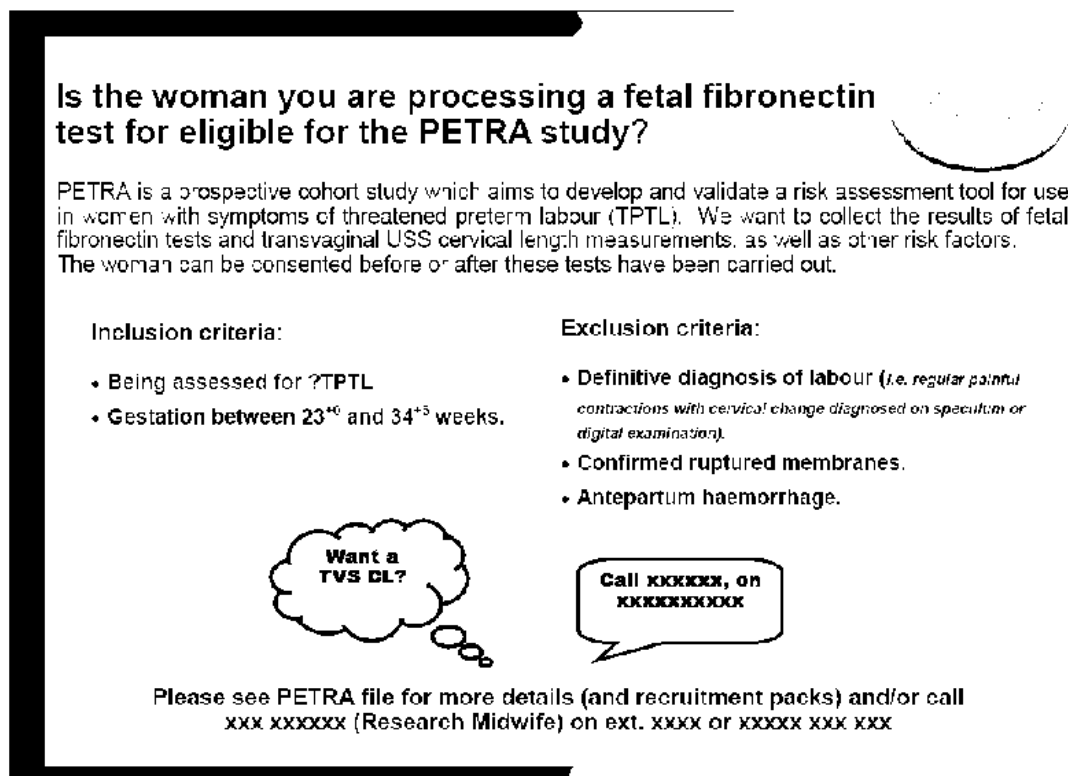 Is the woman you are processing a fetal fibronectin
test for eligible for the PETRA study?
PETRA is a prospective cohort study which aims to develop and validate a risk assessment tool for use
in women with symptoms of threatened preterm labour (TPTL). We want to collect the results of fetal
fibronectin tests and transvaginal USS cervical length measurements, as well as other risk factors.
The woman can be consented before or after these tests have been carried out.
Inclusion criteria:
• Being assessed for ?TPTL
• Gestation between 23⁺⁰ and 34⁺⁶ weeks.
Exclusion criteria:
• Definitive diagnosis of labour (i.e. regular painful
contractions with cervical change diagnosed on speculum or
digital examination).
• Confirmed ruptured membranes.
• Antepartum haemorrhage.
Want a
TVS CL?
Call xxxxxx, on
xxxxxxxxxx
Please see PETRA file for more details (and recruitment packs) and/or call
xxx xxxxxx (Research Midwife) on ext. xxxx or xxxxx xxx xxx